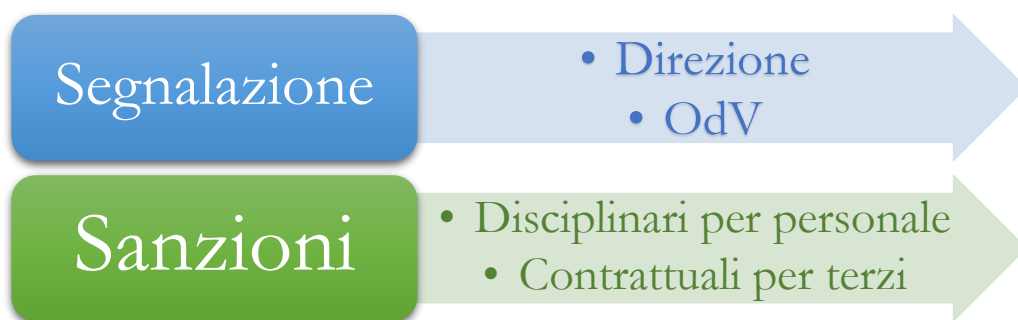 Segnalazione
• Direzione
• OdV
Sanzioni
• Disciplinari per personale
• Contrattuali per terzi